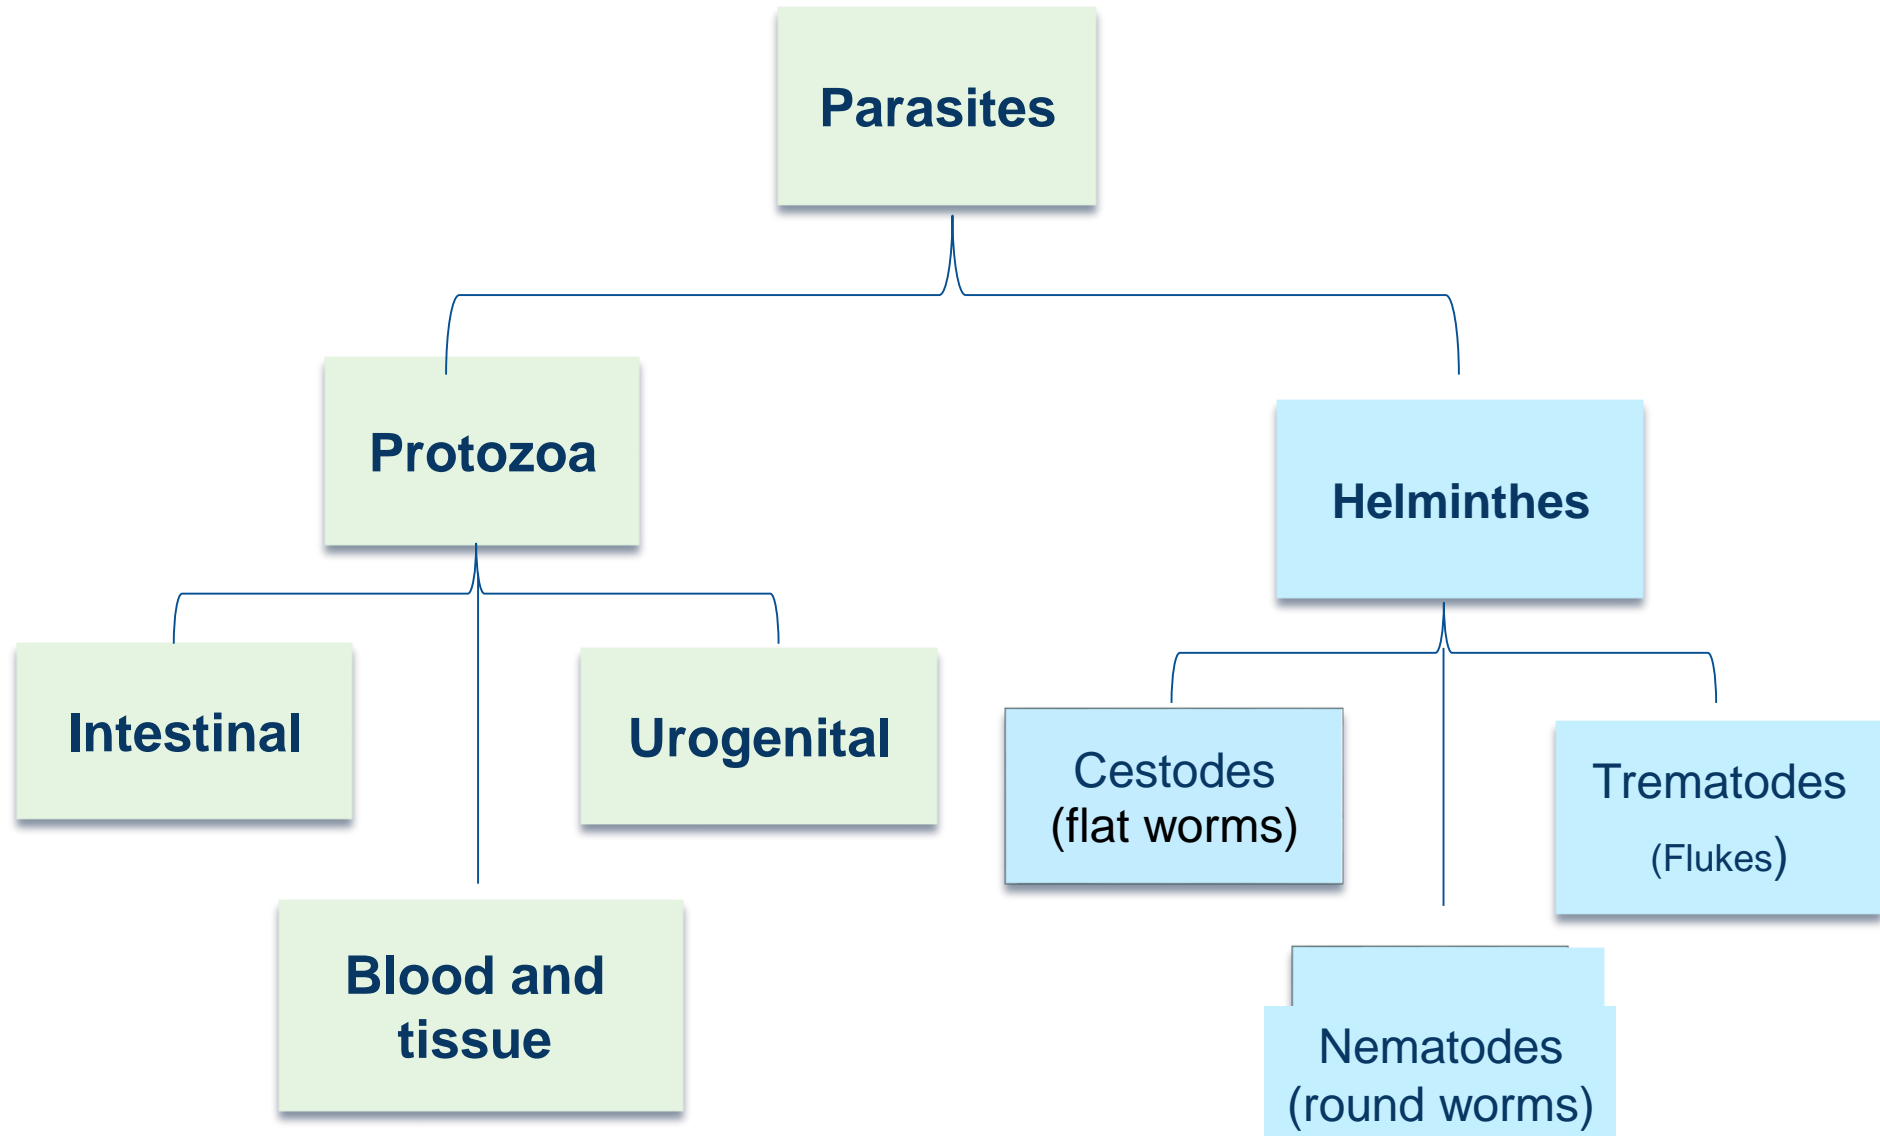 Parasites
Protozoa
Helminthes
Intestinal
Urogenital
Blood and
tissue
Cestodes
(flat worms)
Trematodes
(Flukes)
Nematodes
(round worms)